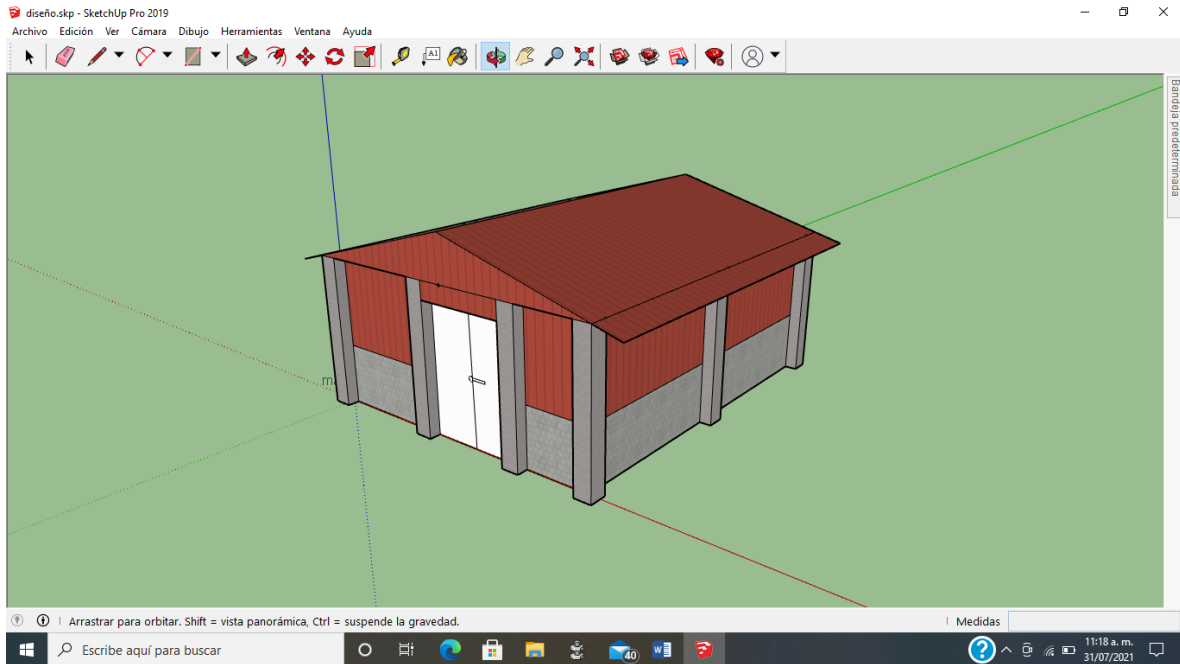 diseño.skp - SketchUp Pro 2019
Archivo Edición Ver Cámara Dibujo Herramientas Ventana Ayuda
A1
Bandeja predeterminada
Arrastrar para orbitar. Shift = vista panorámica, Ctrl = suspende la gravedad.
Medidas
Escribe aquí para buscar
40
11:18 a. m.
31/07/2021